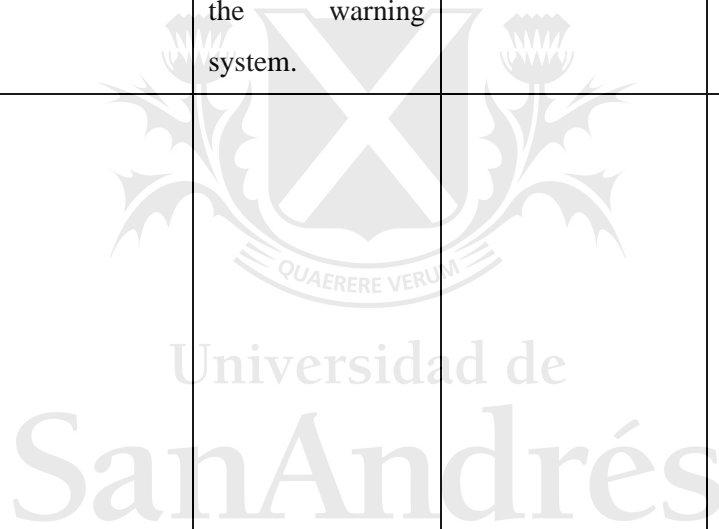 the warning
system.
QUAERERE VERUM
Universidad de
SanAndrés